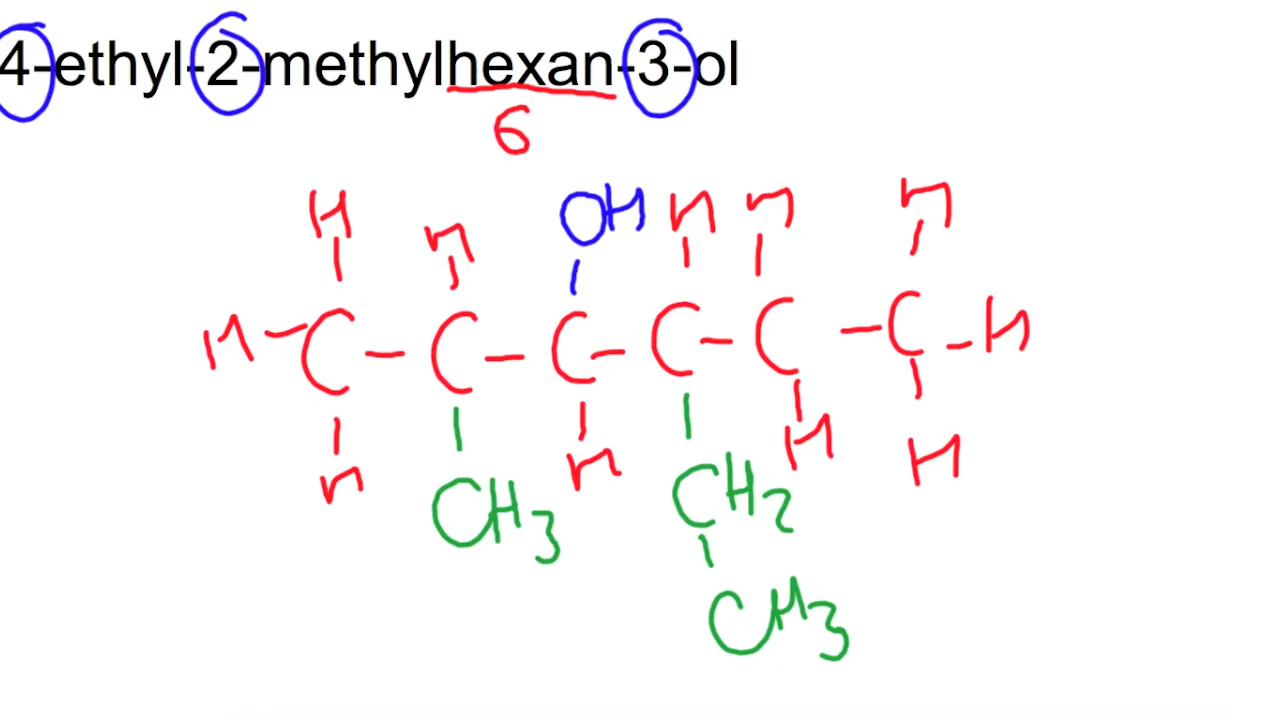 4-ethyl-2-methylhexan-3-ol
6
H H OH H H H
H-C-C-C-C-C-C-H
H CH3 H CH2 H H
CH3